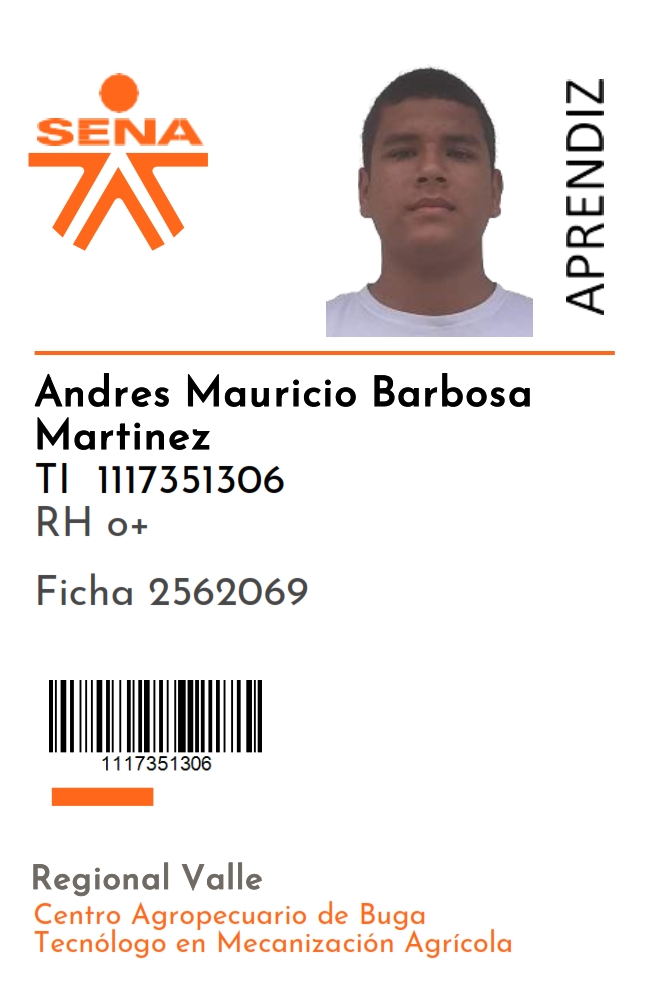 SENA
APRENDIZ
Andres Mauricio Barbosa
Martinez
TI 1117351306
RH o+
Ficha 2562069
1117351306
Regional Valle
Centro Agropecuario de Buga
Tecnólogo en Mecanización Agrícola